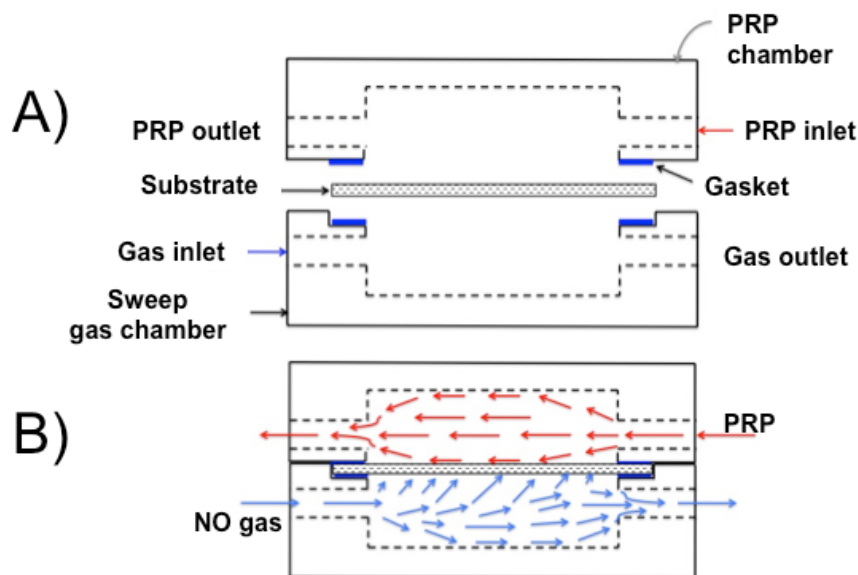 A)
PRP
chamber
PRP outlet
PRP inlet
Substrate
Gasket
Gas inlet
Gas outlet
Sweep
gas chamber
B)
PRP
NO gas